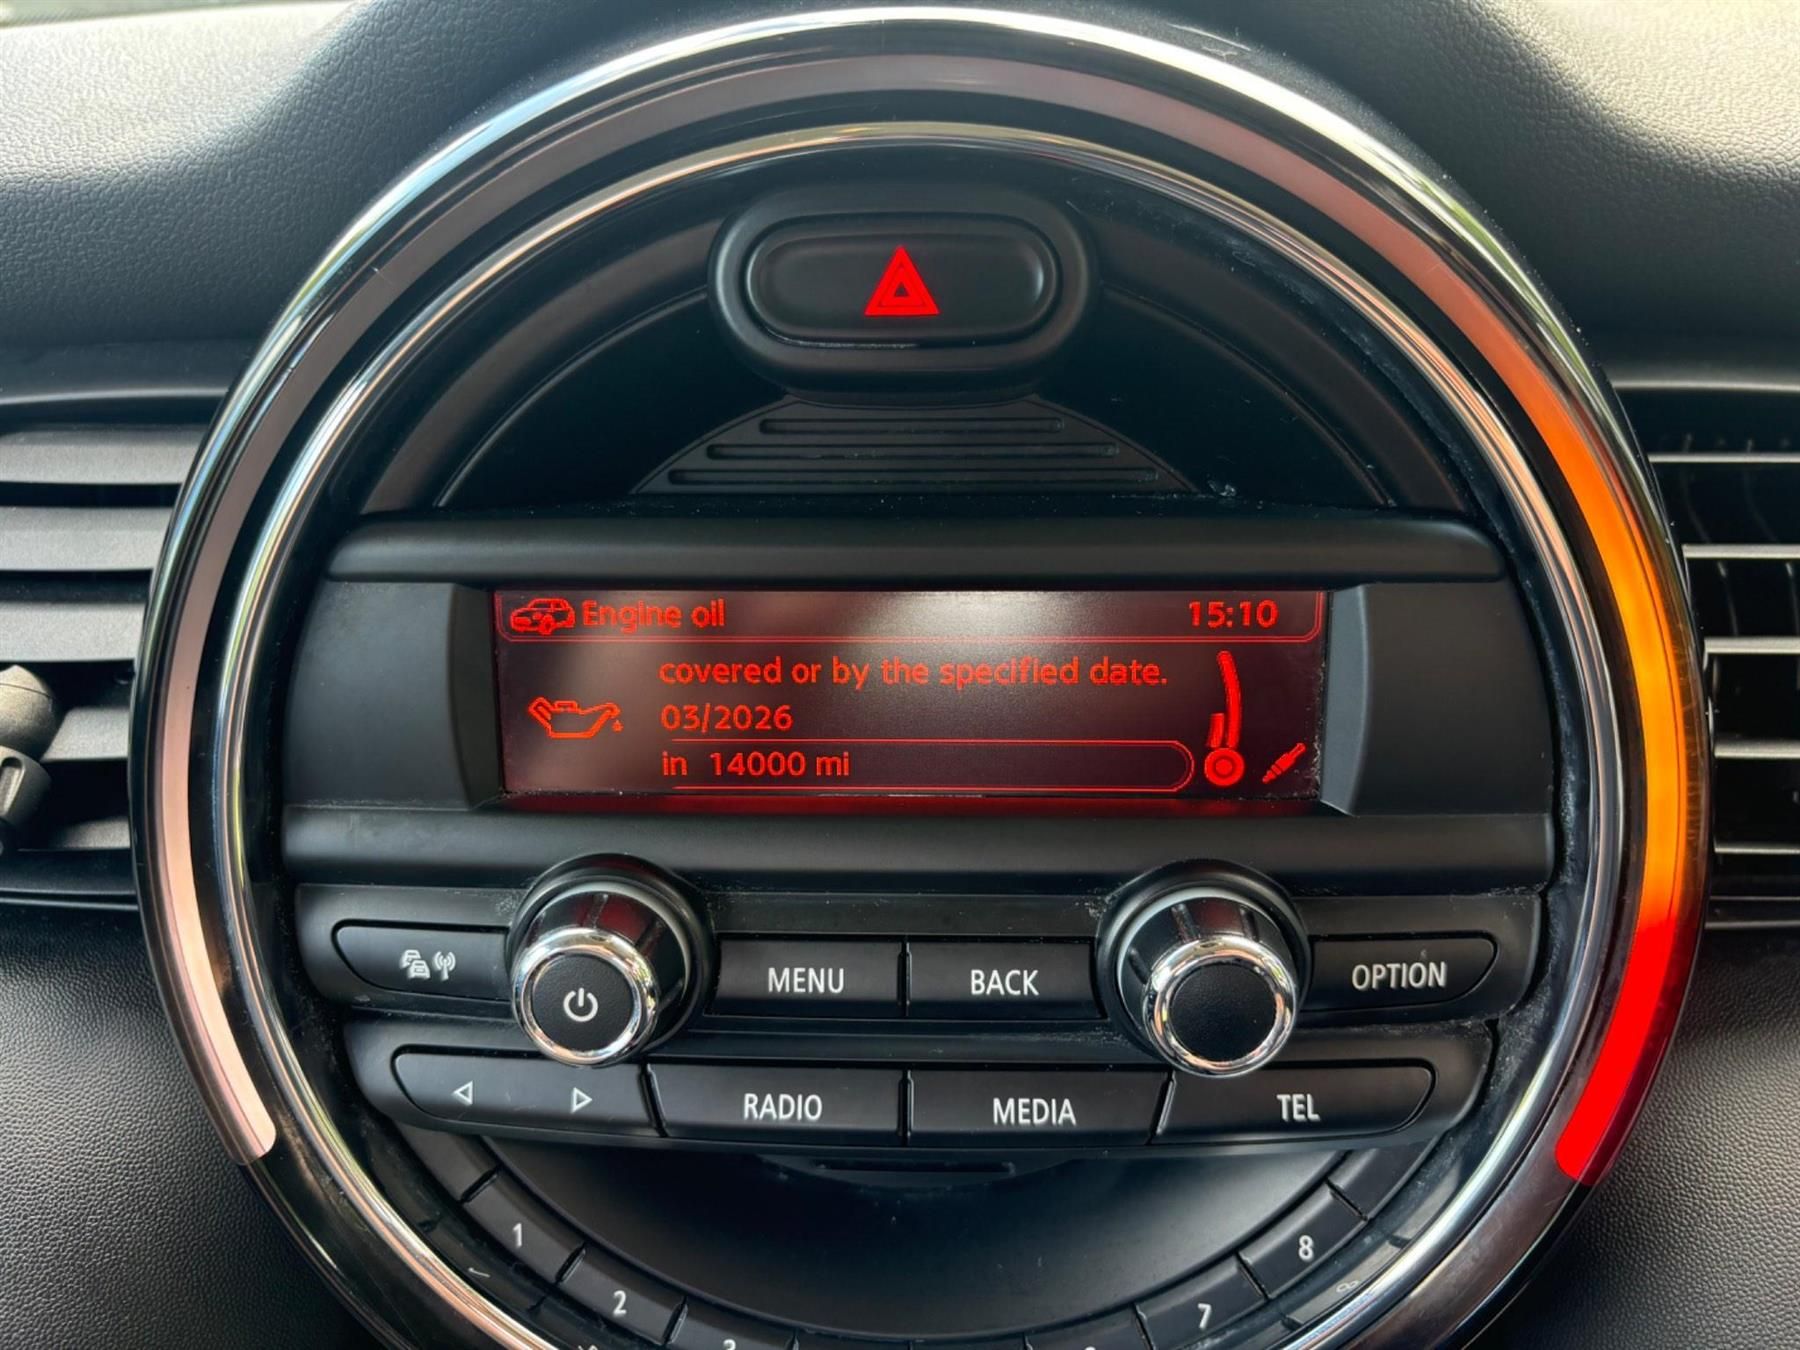 Engine oil 15:10
covered or by the specified date.
03/2026
in 14000 mi
MENU BACK OPTION
RADIO MEDIA TEL
1 8
2 7